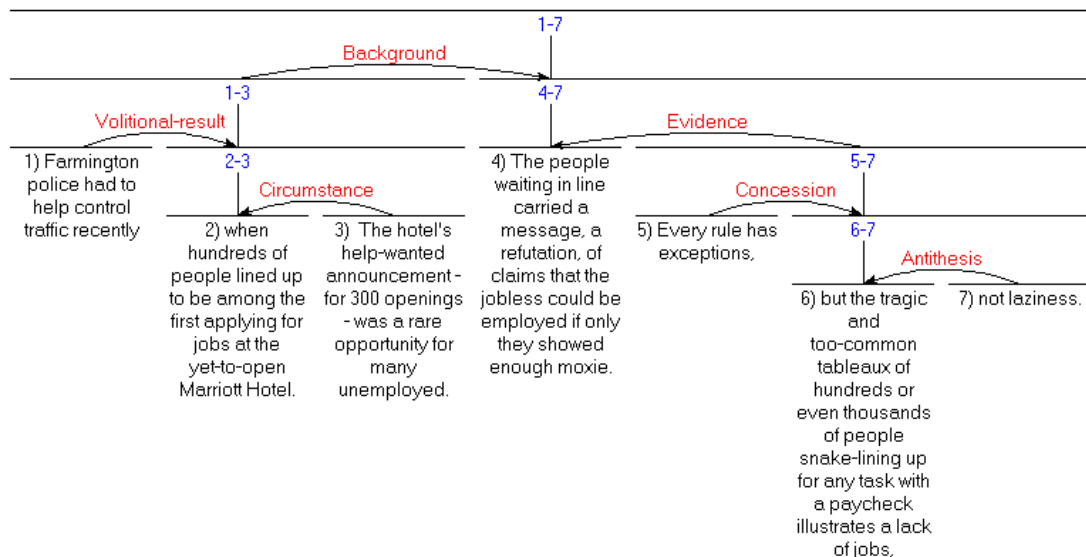 1-7
Background
1-3
4-7
Volitional-result
Evidence
1) Farmington
police had to
help control
traffic recently
2-3
Circumstance
2) when
hundreds of
people lined up
to be among the
first applying for
jobs at the
yet-to-open
Marriott Hotel.
3) The hotel's
help-wanted
announcement -
for 300 openings
- was a rare
opportunity for
many
unemployed.
4) The people
waiting in line
carried a
message, a
refutation, of
claims that the
jobless could be
employed if only
they showed
enough moxie.
5-7
Concession
5) Every rule has
exceptions,
6-7
Antithesis
6) but the tragic
and
too-common
tableaux of
hundreds or
even thousands
of people
snake-lining up
for any task with
a paycheck
illustrates a lack
of jobs,
7) not laziness.